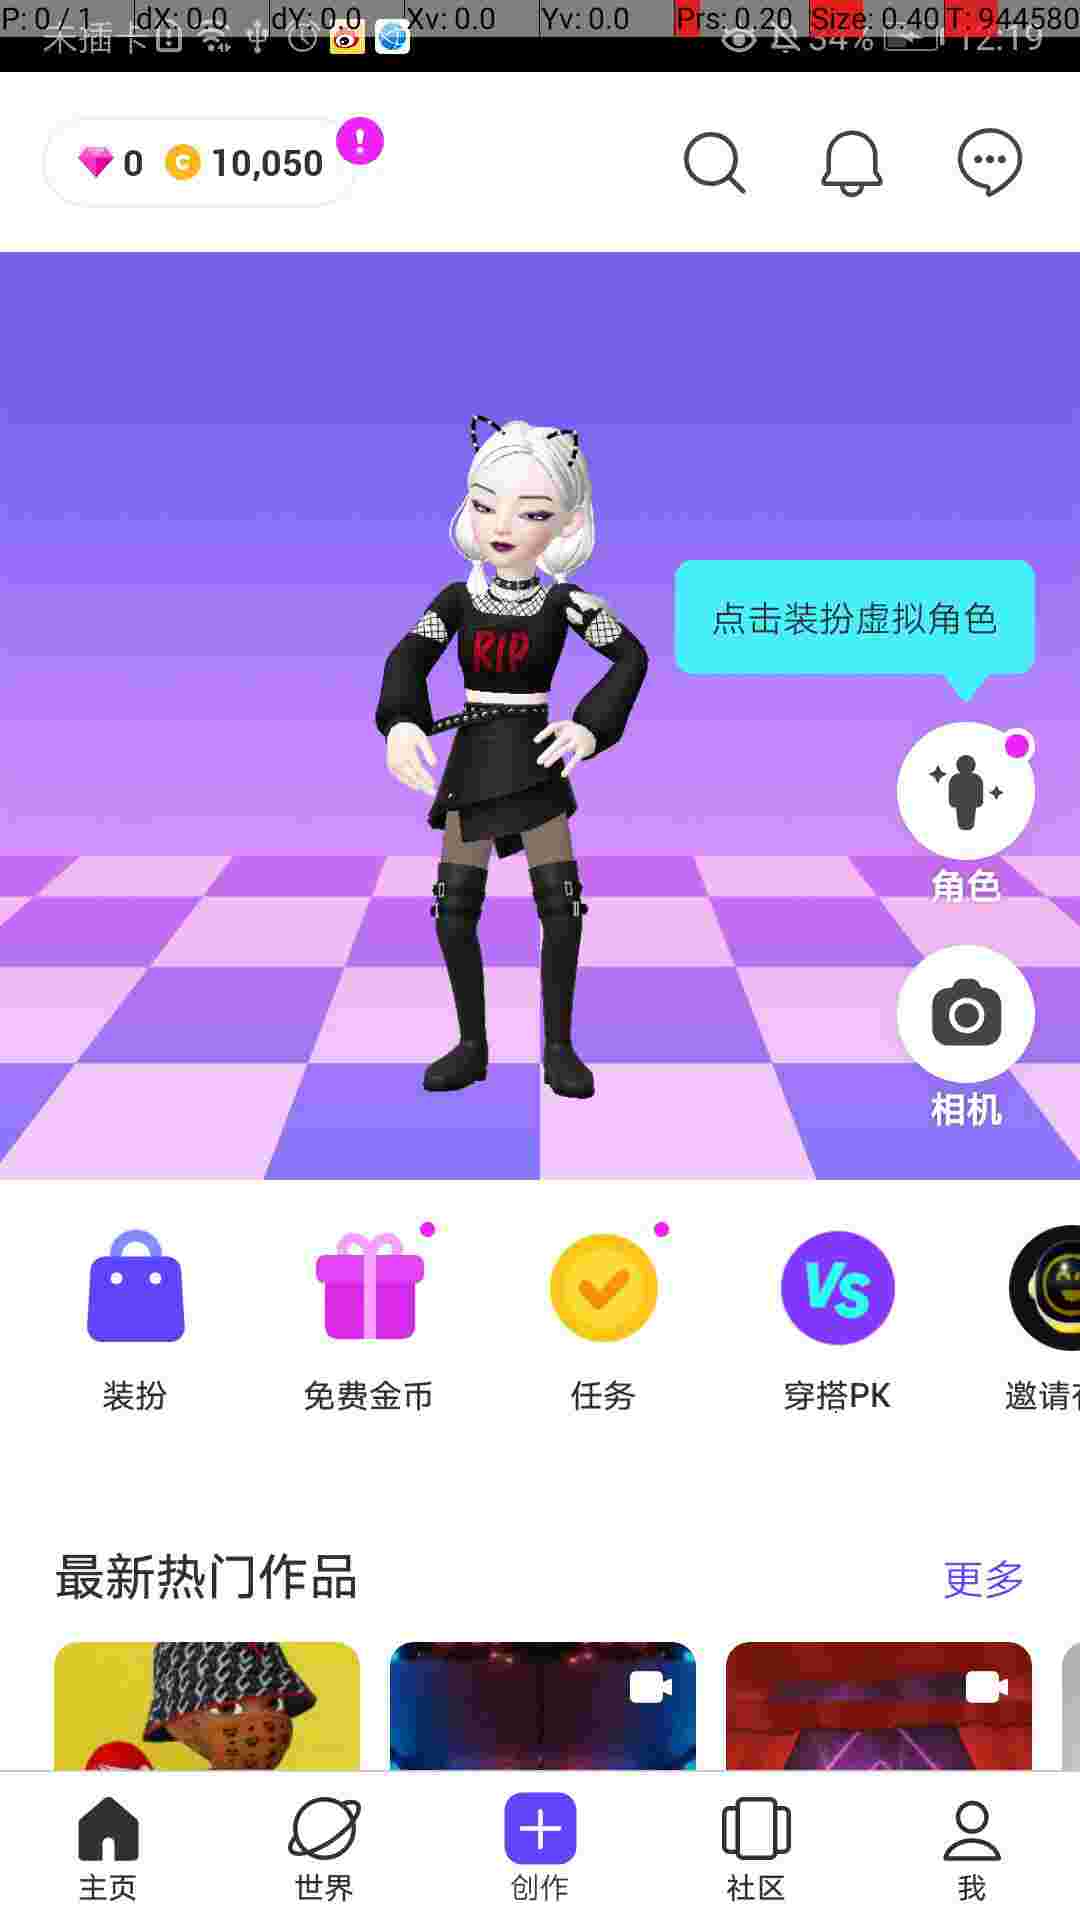 P: 0 / 1 dX: 0.0 dY: 0.0 Xv: 0.0 Yv: 0.0 Prs: 0.20 Size: 0.40 T: 944580
未插卡 34% 12:19
0 C 10,050
RIP
点击装扮虚拟角色
角色
相机
VS
装扮 免费金币 任务 穿搭PK 邀请
最新热门作品 更多
主页 世界 创作 社区 我